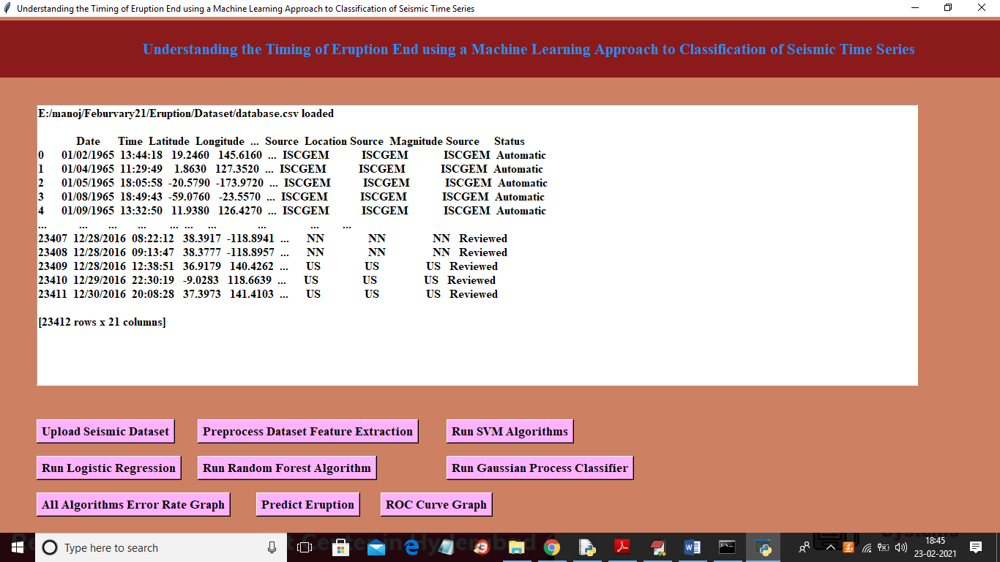 Understanding the Timing of Eruption End using a Machine Learning Approach to Classification of Seismic Time Series
Understanding the Timing of Eruption End using a Machine Learning Approach to Classification of Seismic Time Series
E:/manoj/Feburvary21/Eruption/Dataset/database.csv loaded
Date Time Latitude Longitude ... Source Location Source Magnitude Source Status
0 01/02/1965 13:44:18 19.2460 145.6160 ... ISCGEM ISCGEM ISCGEM Automatic
1 01/04/1965 11:29:49 1.8630 127.3520 ... ISCGEM ISCGEM ISCGEM Automatic
2 01/05/1965 18:05:58 -20.5790 -173.9720 ... ISCGEM ISCGEM ISCGEM Automatic
3 01/08/1965 18:49:43 -59.0760 -23.5570 ... ISCGEM ISCGEM ISCGEM Automatic
4 01/09/1965 13:32:50 11.9380 126.4270 ... ISCGEM ISCGEM ISCGEM Automatic
... ... ... ... ... ... ... ... ... ...
23407 12/28/2016 08:22:12 38.3917 -118.8941 ... NN NN NN Reviewed
23408 12/28/2016 09:13:47 38.3777 -118.8957 ... NN NN NN Reviewed
23409 12/28/2016 12:38:51 36.9179 140.4262 ... US US US Reviewed
23410 12/29/2016 22:30:19 -9.0283 118.6639 ... US US US Reviewed
23411 12/30/2016 20:08:28 37.3973 141.4103 ... US US US Reviewed
[23412 rows x 21 columns]
Upload Seismic Dataset Preprocess Dataset Feature Extraction Run SVM Algorithms
Run Logistic Regression Run Random Forest Algorithm Run Gaussian Process Classifier
All Algorithms Error Rate Graph Predict Eruption ROC Curve Graph
Type here to search
18:45
23-02-2021